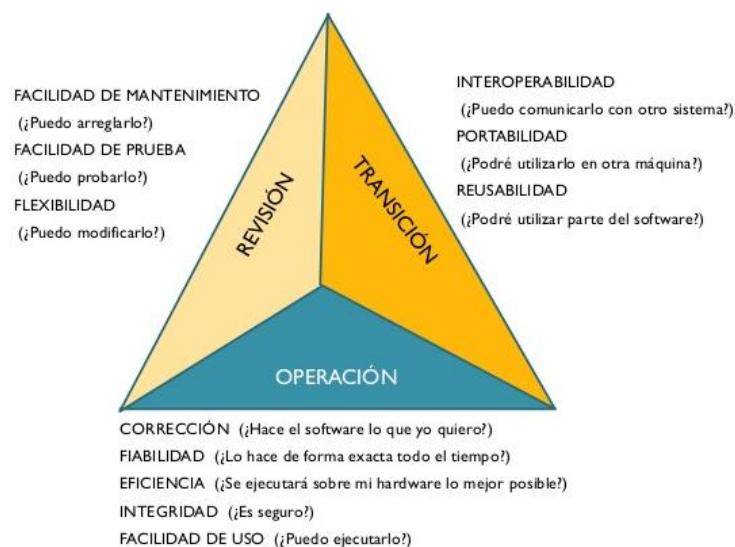 FACILIDAD DE MANTENIMIENTO
(¿Puedo arreglarlo?)
FACILIDAD DE PRUEBA
(¿Puedo probarlo?)
FLEXIBILIDAD
(¿Puedo modificarlo?)
REVISIÓN
TRANSICIÓN
INTEROPERABILIDAD
(¿Puedo comunicarlo con otro sistema?)
PORTABILIDAD
(¿Podré utilizarlo en otra máquina?)
REUSABILIDAD
(¿Podré utilizar parte del software?)
OPERACIÓN
CORRECCIÓN (¿Hace el software lo que yo quiero?)
FIABILIDAD (¿Lo hace de forma exacta todo el tiempo?)
EFICIENCIA (¿Se ejecutará sobre mi hardware lo mejor posible?)
INTEGRIDAD (¿Es seguro?)
FACILIDAD DE USO (¿Puedo ejecutarlo?)